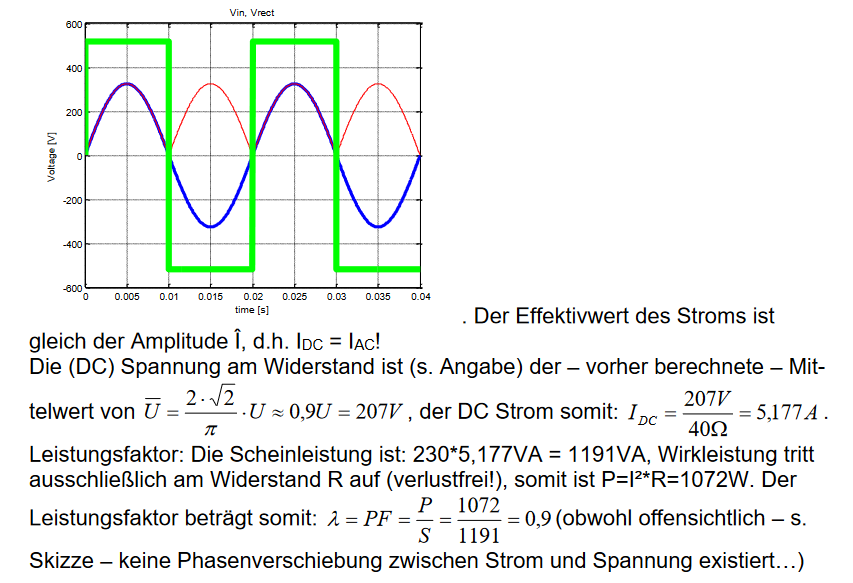 Vin, Vrect
600
400
200
0
-200
-400
-600
Voltage [V]
0 0.005 0.01 0.015 0.02 0.025 0.03 0.035 0.04
time [s]
. Der Effektivwert des Stroms ist
gleich der Amplitude Î, d.h. I_DC = I_AC!
Die (DC) Spannung am Widerstand ist (s. Angabe) der – vorher berechnete – Mit-
telwert von U̅ = (2·√2)/π · U ≈ 0,9U = 207V , der DC Strom somit: I_DC = 207V/40Ω = 5,177A .
Leistungsfaktor: Die Scheinleistung ist: 230*5,177VA = 1191VA, Wirkleistung tritt
ausschließlich am Widerstand R auf (verlustfrei!), somit ist P=I²*R=1072W. Der
Leistungsfaktor beträgt somit: λ = PF = P/S = 1072/1191 = 0,9 (obwohl offensichtlich – s.
Skizze – keine Phasenverschiebung zwischen Strom und Spannung existiert…)